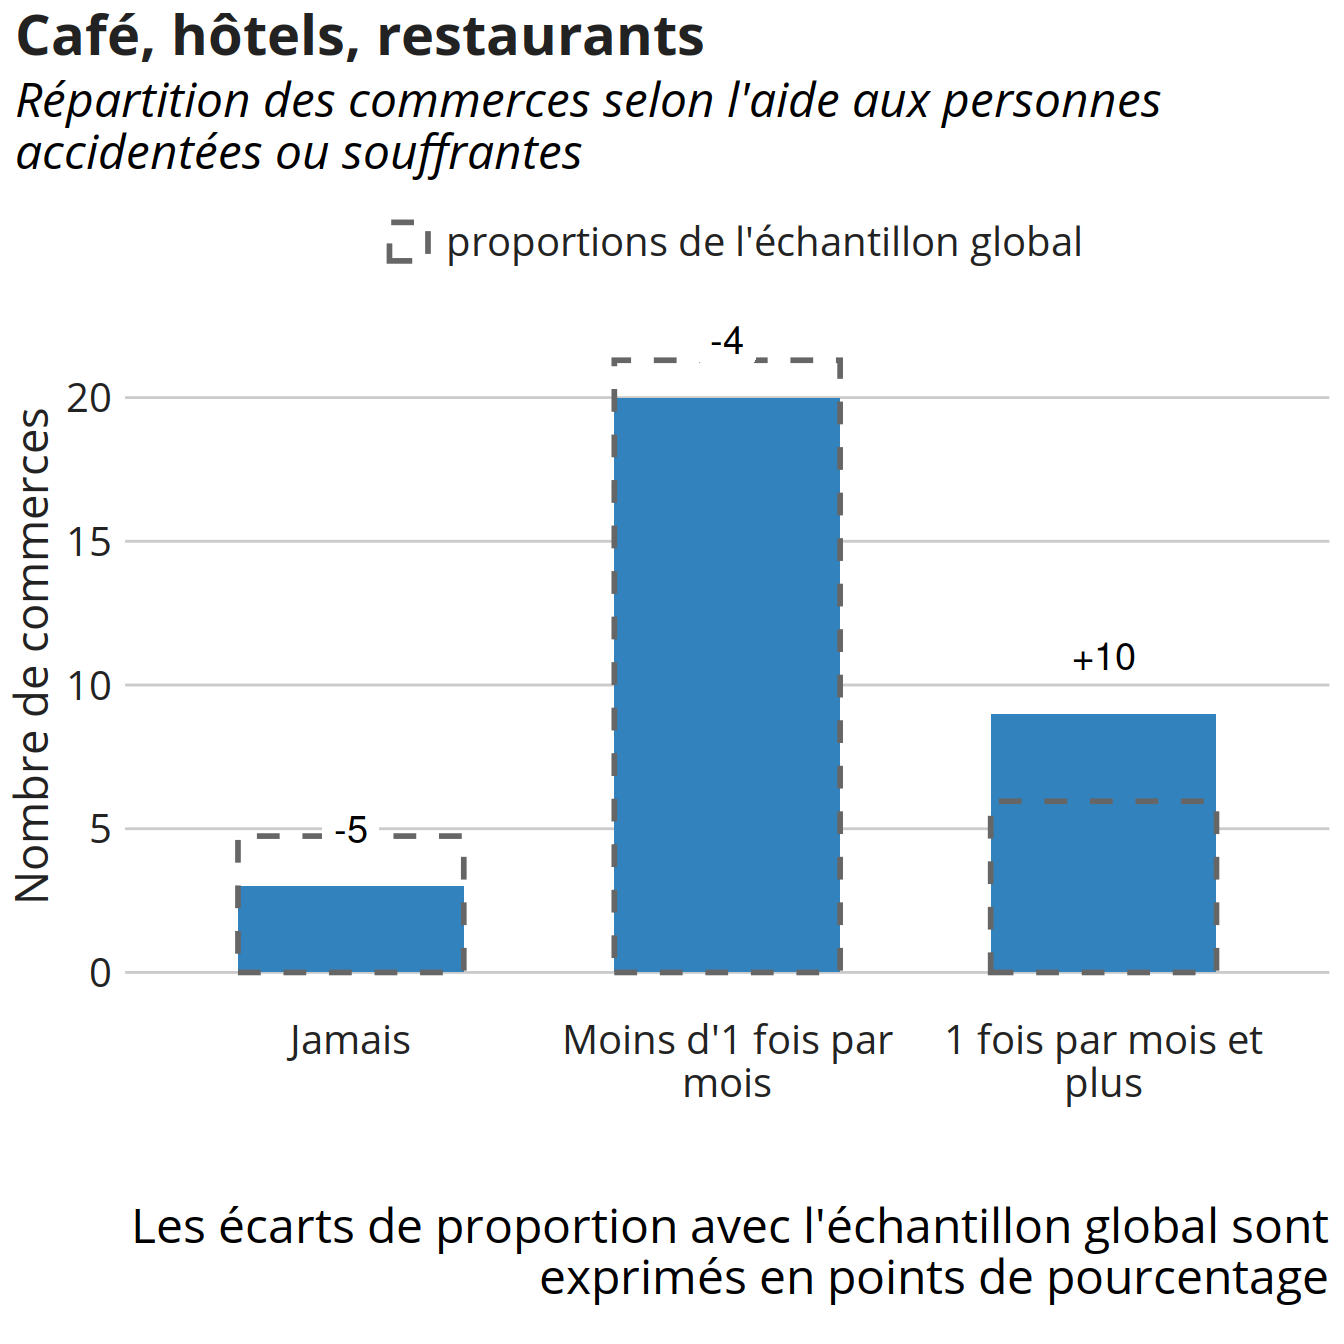 Café, hôtels, restaurants
Répartition des commerces selon l'aide aux personnes
accidentées ou souffrantes
proportions de l'échantillon global
Nombre de commerces
20
15
10
5
0
-5
-4
+10
Jamais
Moins d'1 fois par
mois
1 fois par mois et
plus
Les écarts de proportion avec l'échantillon global sont
exprimés en points de pourcentage